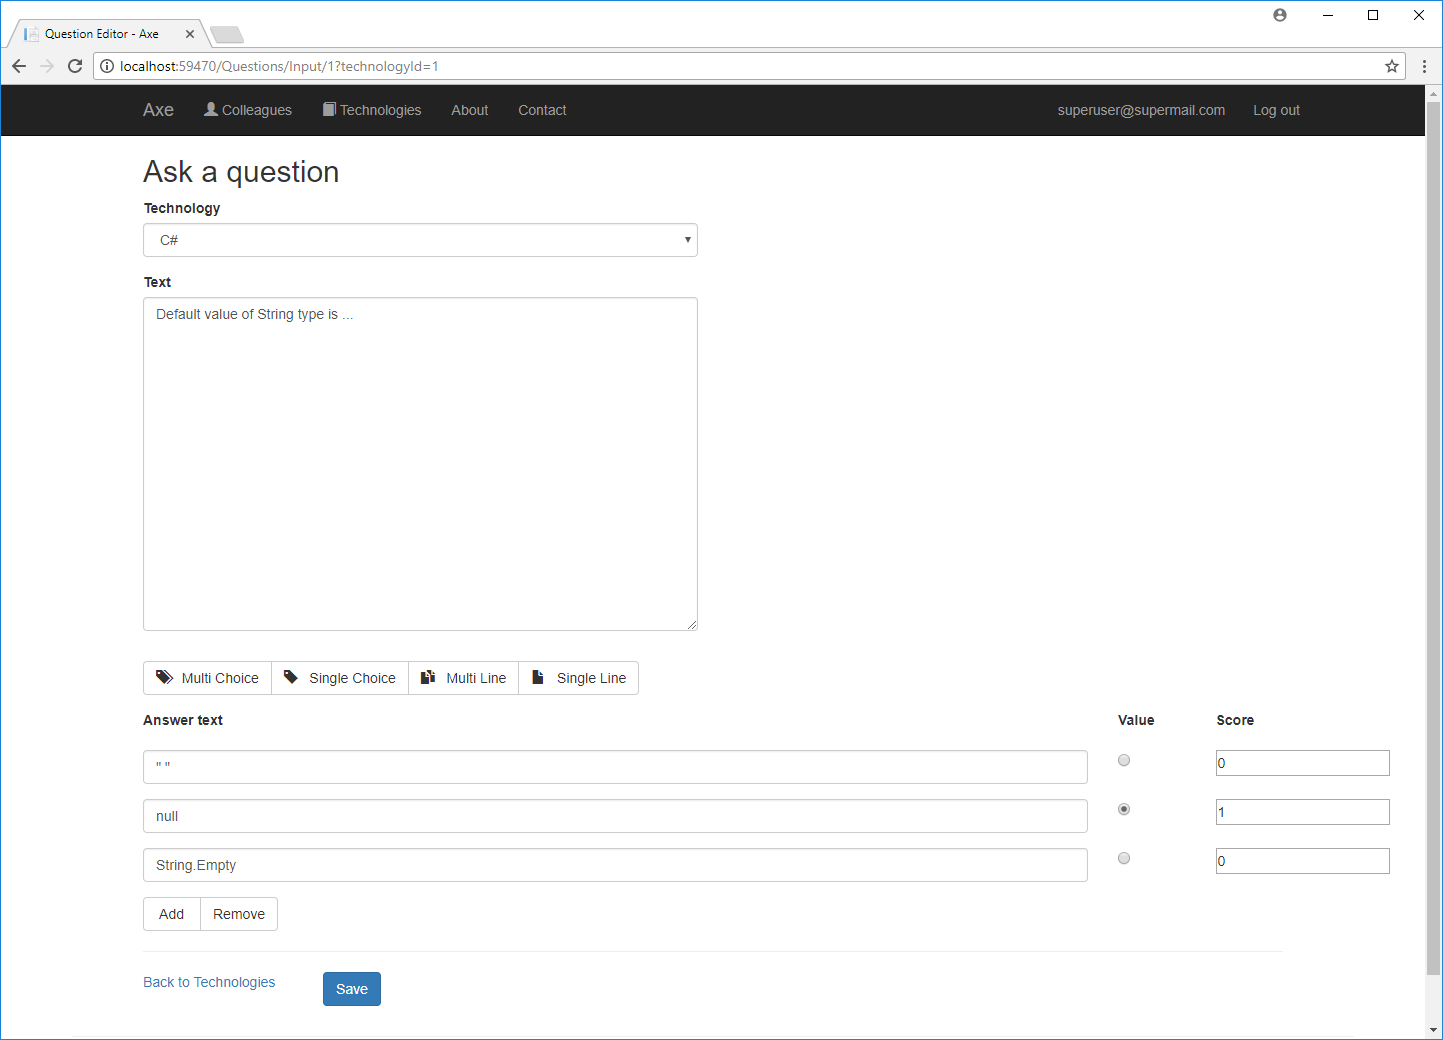 Question Editor - Axe
localhost:59470/Questions/Input/1?technologyId=1
Axe Colleagues Technologies About Contact superuser@supermail.com Log out
Ask a question
Technology
C#
Text
Default value of String type is ...
Multi Choice Single Choice Multi Line Single Line
Answer text Value Score
" " 0
null 1
String.Empty 0
Add Remove
Back to Technologies Save